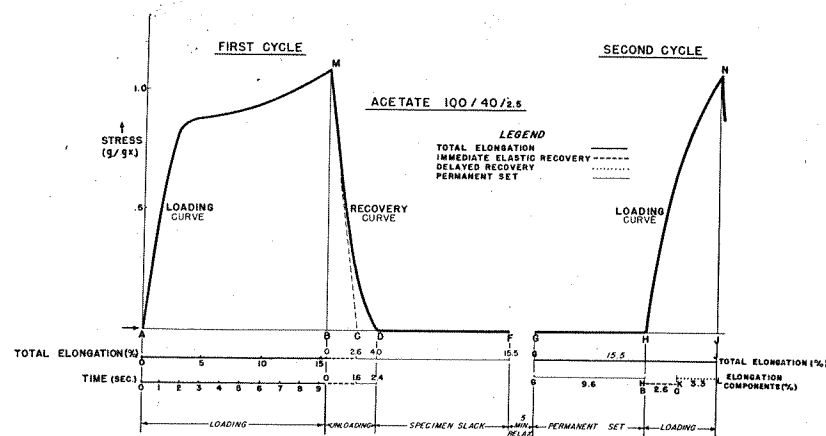 FIRST CYCLE
SECOND CYCLE
M
N
1.0
ACETATE 100/40/2.5
STRESS
(g/gx)
LEGEND
TOTAL ELONGATION
IMMEDIATE ELASTIC RECOVERY
DELAYED RECOVERY
PERMANENT SET
.5
LOADING
CURVE
RECOVERY
CURVE
LOADING
CURVE
A B C D F G H J
TOTAL ELONGATION(%) 0 5 10 15 0 2.6 4.0 15.5 15.5 TOTAL ELONGATION (%)
TIME (SEC.) 0 1 2 3 4 5 6 7 8 9 0 1.6 2.4
G 9.6 H B 2.6 K C 3.3 L ELONGATION
COMPONENTS(%)
LOADING UNLOADING SPECIMEN SLACK 5 MIN. RELAX. PERMANENT SET LOADING